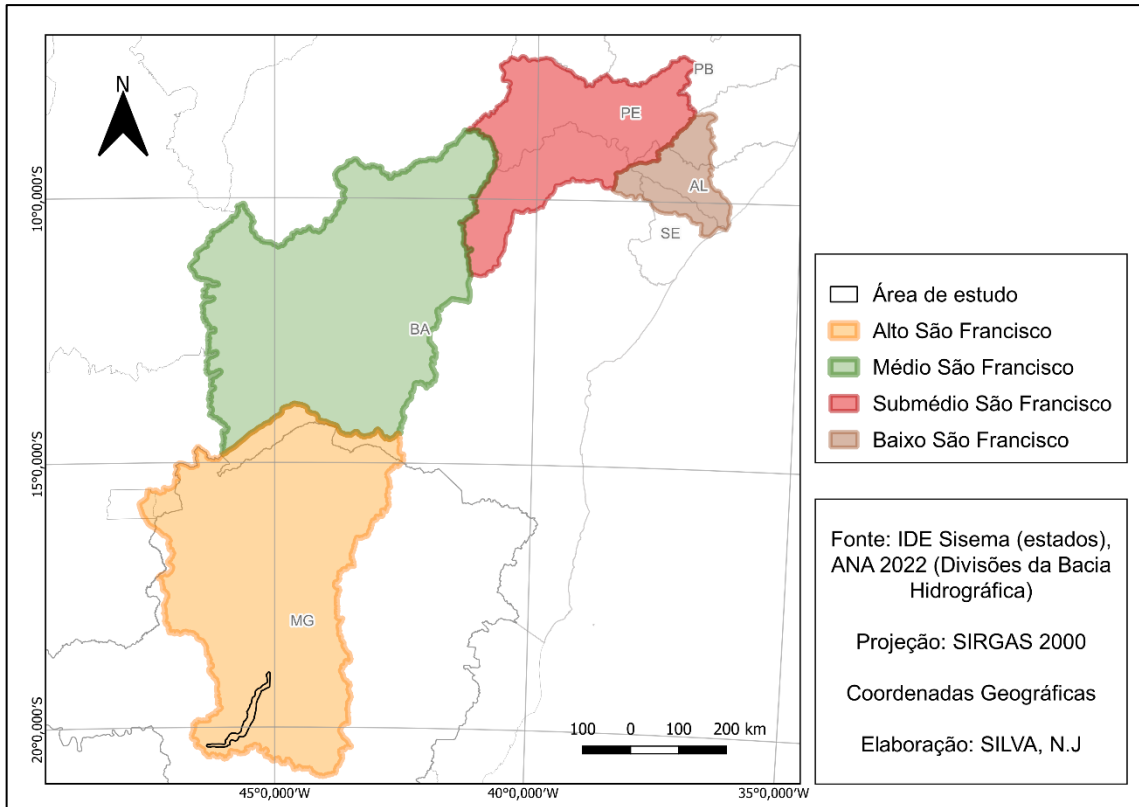 N
PB
PE
AL
SE
BA
MG
10°0,000'S
15°0,000'S
20°0,000'S
45°0,000'W
40°0,000'W
35°0,000'W
100 0 100 200 km
Área de estudo
Alto São Francisco
Médio São Francisco
Submédio São Francisco
Baixo São Francisco
Fonte: IDE Sisema (estados),
ANA 2022 (Divisões da Bacia
Hidrográfica)
Projeção: SIRGAS 2000
Coordenadas Geográficas
Elaboração: SILVA, N.J